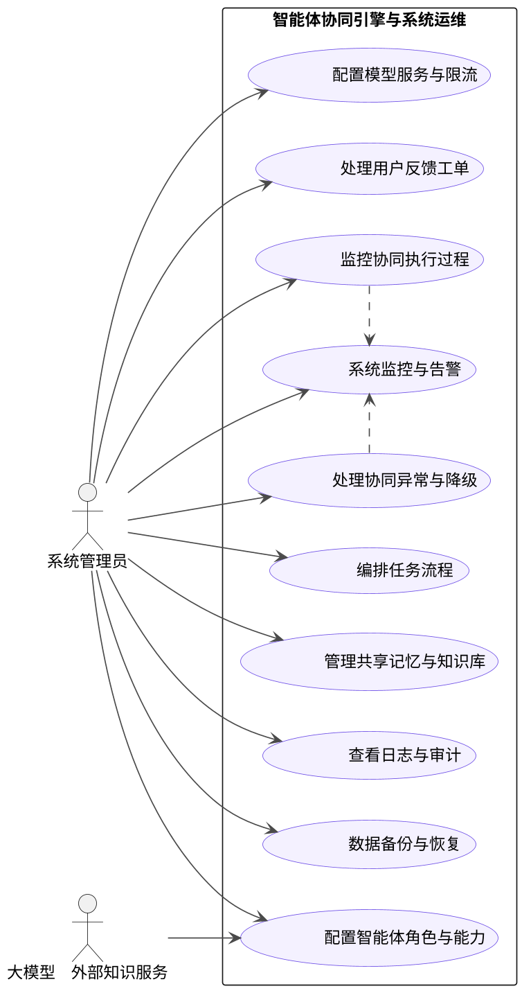 智能体协同引擎与系统运维
配置模型服务与限流
处理用户反馈工单
监控协同执行过程
系统监控与告警
处理协同异常与降级
系统管理员
编排任务流程
管理共享记忆与知识库
查看日志与审计
数据备份与恢复
配置智能体角色与能力
大模型 外部知识服务